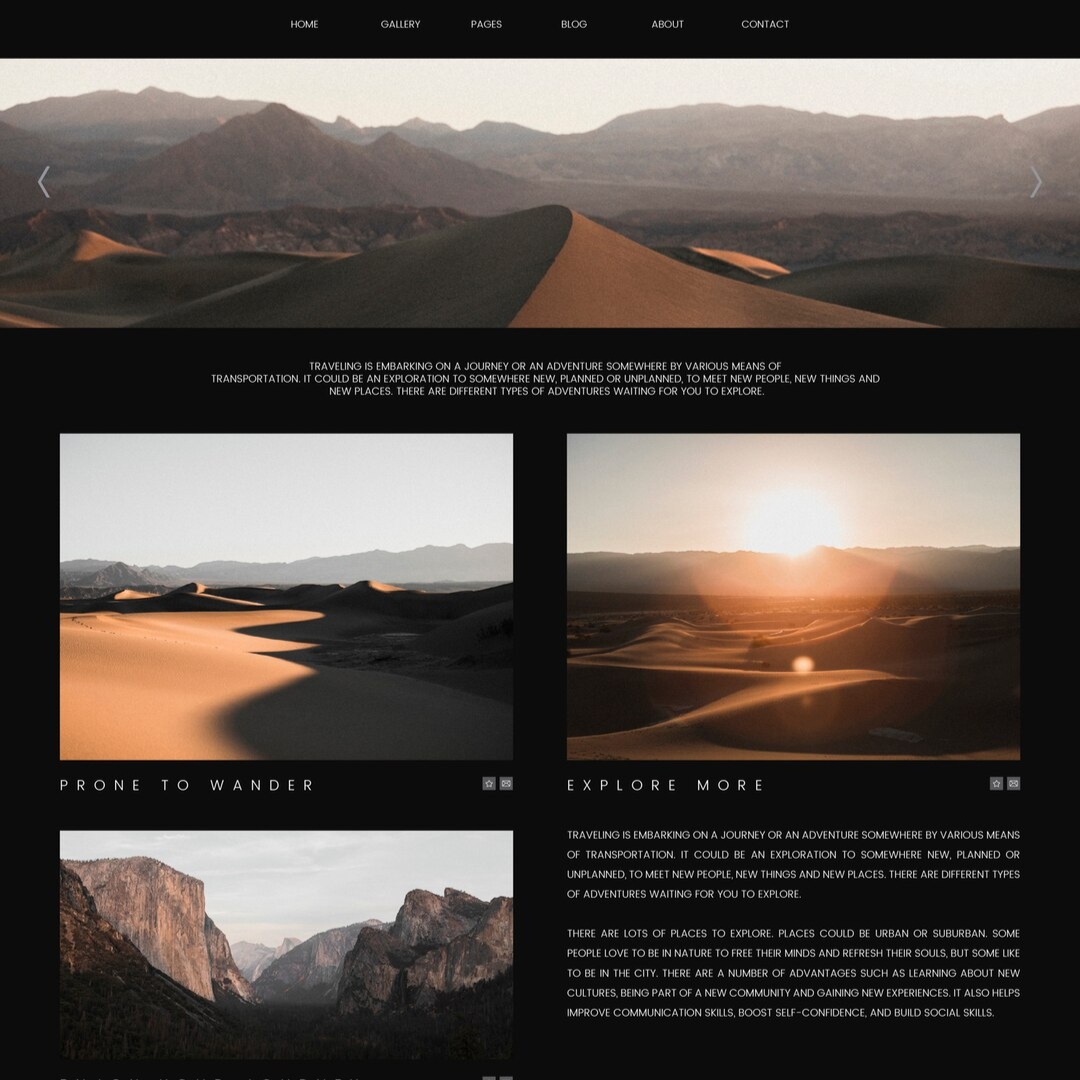 HOME GALLERY PAGES BLOG ABOUT CONTACT
TRAVELING IS EMBARKING ON A JOURNEY OR AN ADVENTURE SOMEWHERE BY VARIOUS MEANS OF
TRANSPORTATION. IT COULD BE AN EXPLORATION TO SOMEWHERE NEW, PLANNED OR UNPLANNED, TO MEET NEW PEOPLE, NEW THINGS AND
NEW PLACES. THERE ARE DIFFERENT TYPES OF ADVENTURES WAITING FOR YOU TO EXPLORE.
PRONE TO WANDER
EXPLORE MORE
TRAVELING IS EMBARKING ON A JOURNEY OR AN ADVENTURE SOMEWHERE BY VARIOUS MEANS
OF TRANSPORTATION. IT COULD BE AN EXPLORATION TO SOMEWHERE NEW, PLANNED OR
UNPLANNED, TO MEET NEW PEOPLE, NEW THINGS AND NEW PLACES. THERE ARE DIFFERENT TYPES
OF ADVENTURES WAITING FOR YOU TO EXPLORE.
THERE ARE LOTS OF PLACES TO EXPLORE. PLACES COULD BE URBAN OR SUBURBAN. SOME
PEOPLE LOVE TO BE IN NATURE TO FREE THEIR MINDS AND REFRESH THEIR SOULS, BUT SOME LIKE
TO BE IN THE CITY. THERE ARE A NUMBER OF ADVANTAGES SUCH AS LEARNING ABOUT NEW
CULTURES, BEING PART OF A NEW COMMUNITY AND GAINING NEW EXPERIENCES. IT ALSO HELPS
IMPROVE COMMUNICATION SKILLS, BOOST SELF-CONFIDENCE, AND BUILD SOCIAL SKILLS.